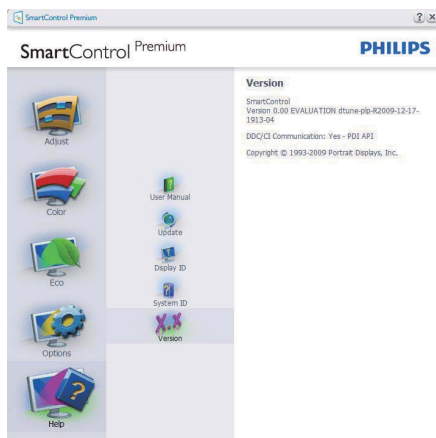 SmartControl Premium
SmartControl Premium
PHILIPS
Adjust
Color
Eco
Options
Help
User Manual
Update
Display ID
System ID
X.X
Version
Version
SmartControl
Version 0.00 EVALUATION dtune-plp-R2009-12-17-
1913-04
DDC/CI Communication: Yes - PDI API
Copyright © 1993-2009 Portrait Displays, Inc.